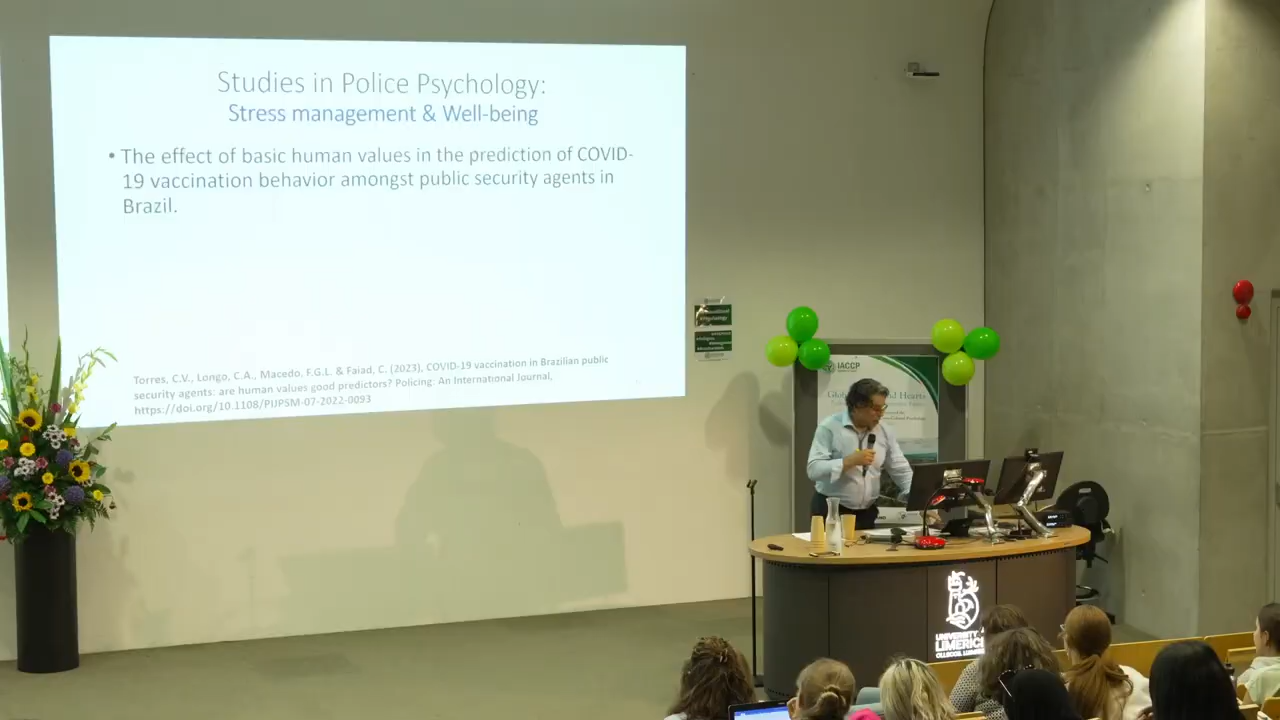 Studies in Police Psychology:
Stress management & Well-being
• The effect of basic human values in the prediction of COVID-
19 vaccination behavior amongst public security agents in
Brazil.
Torres, C.V., Longo, C.A., Macedo, F.G.L. & Faiad, C. (2023), COVID-19 vaccination in Brazilian public
security agents: are human values good predictors? Policing: An International Journal,
https://doi.org/10.1108/PIJPSM-07-2022-0093
IACCP
UNIVERSITY
LIMERICK